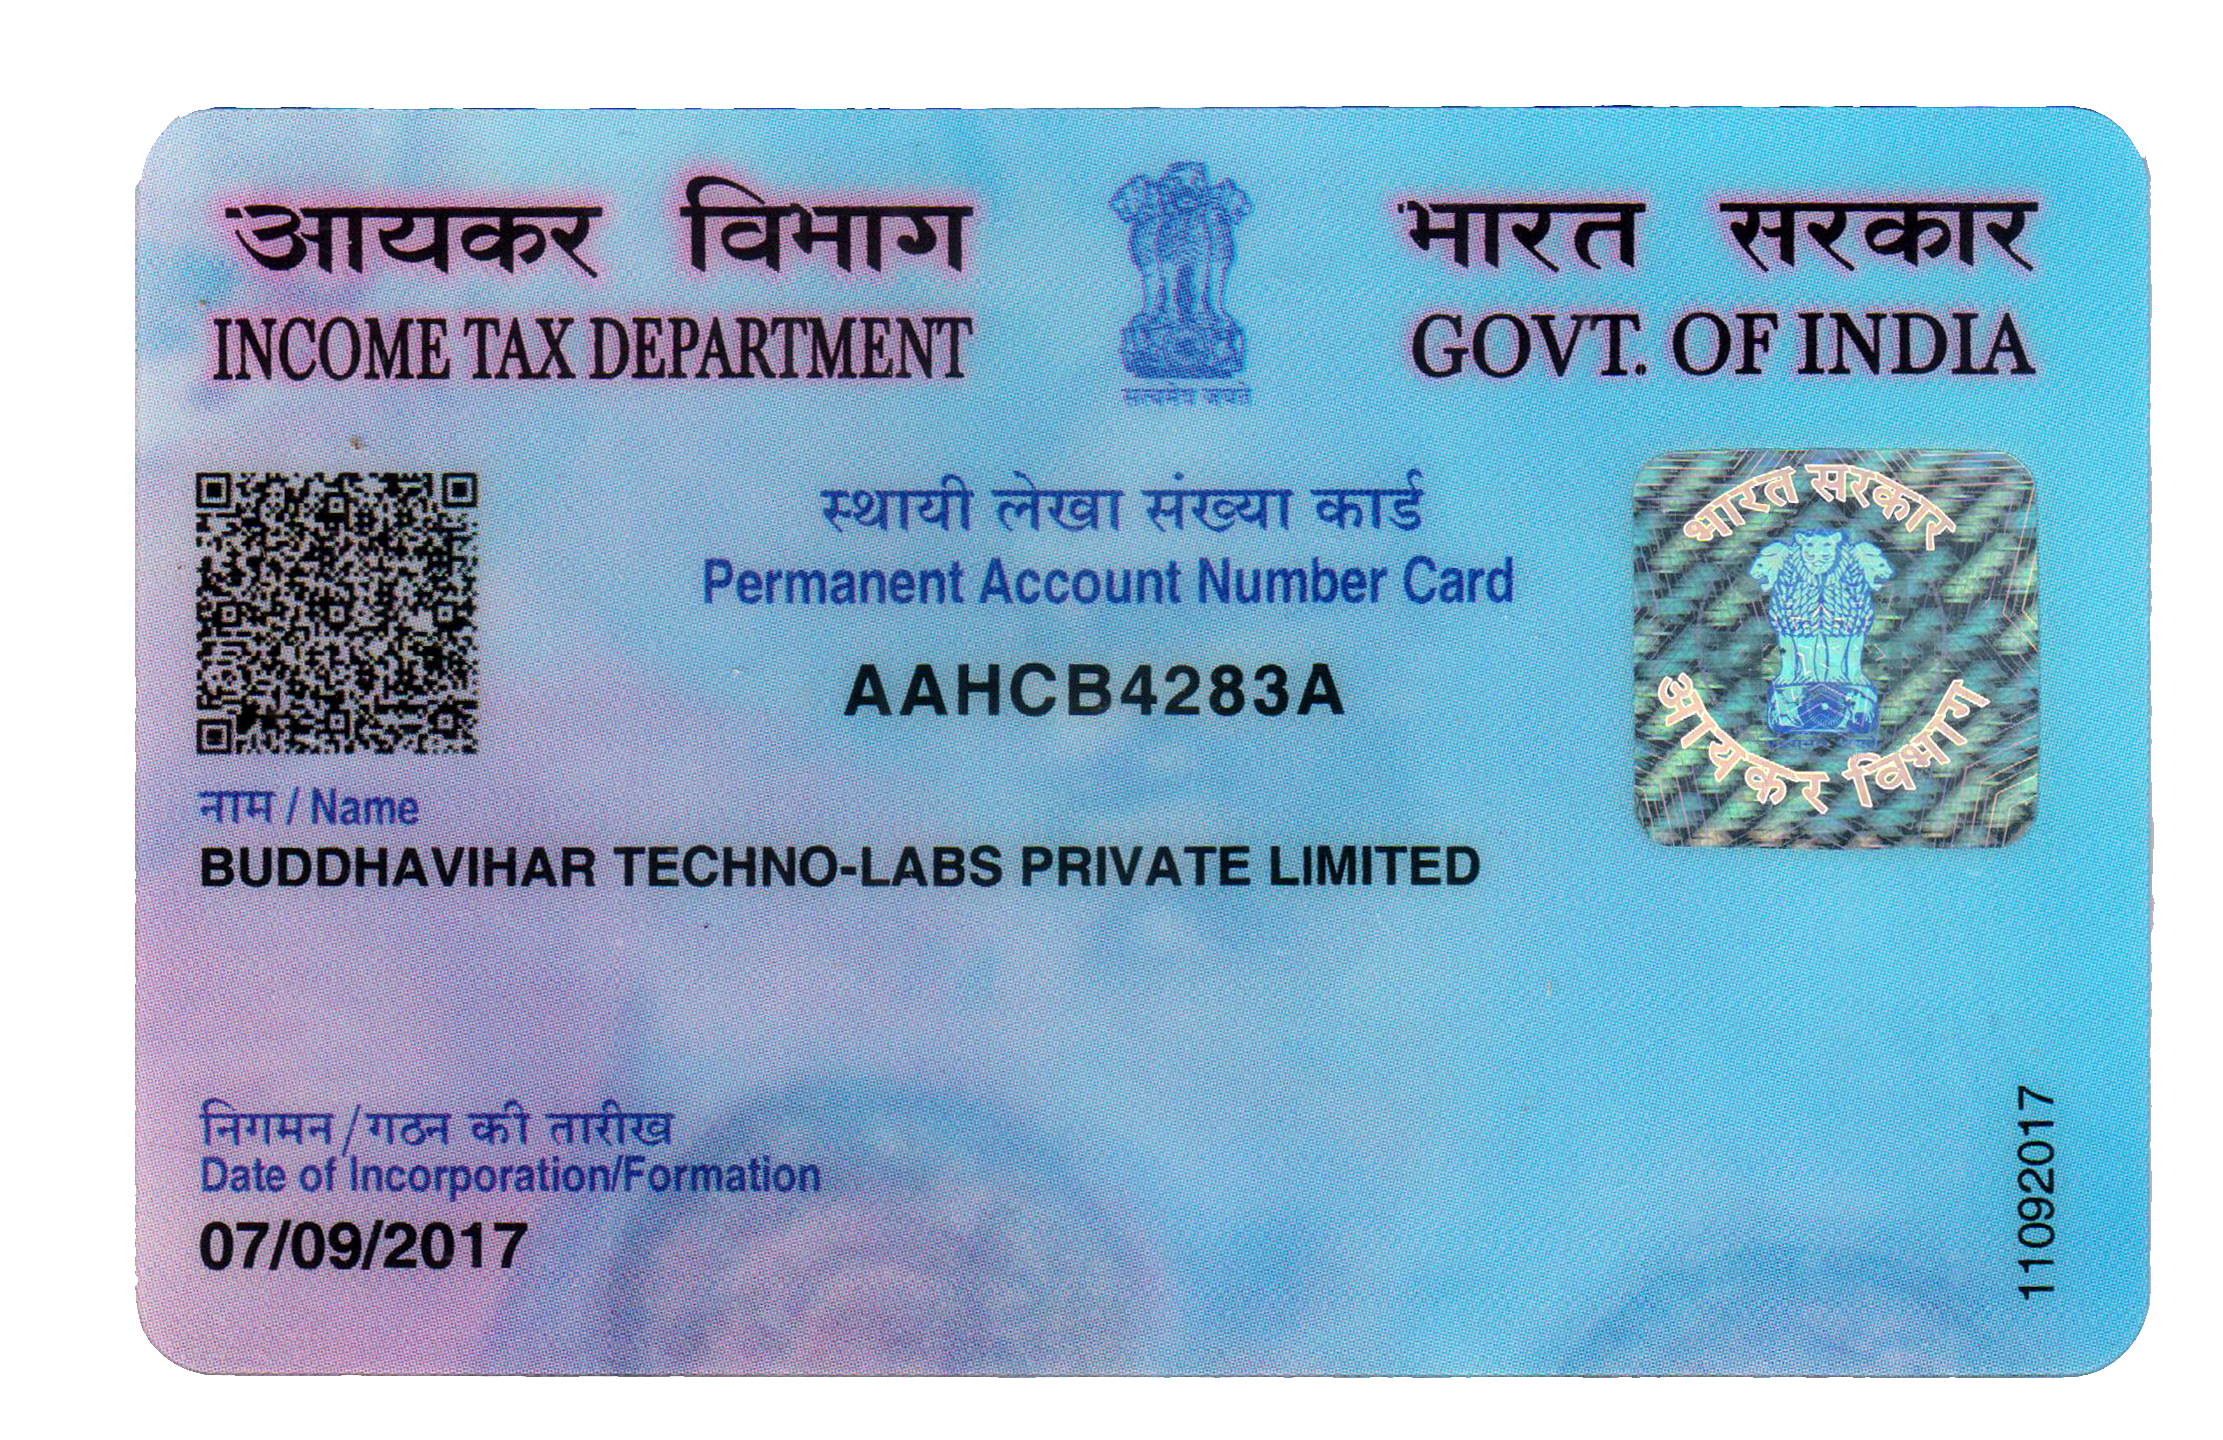 आयकर विभाग
INCOME TAX DEPARTMENT
सत्यमेव जयते
भारत सरकार
GOVT. OF INDIA
स्थायी लेखा संख्या कार्ड
Permanent Account Number Card
AAHCB4283A
भारत सरकार
आयकर विभाग
नाम / Name
BUDDHAVIHAR TECHNO-LABS PRIVATE LIMITED
निगमन/गठन की तारीख
Date of Incorporation/Formation
07/09/2017
11092017